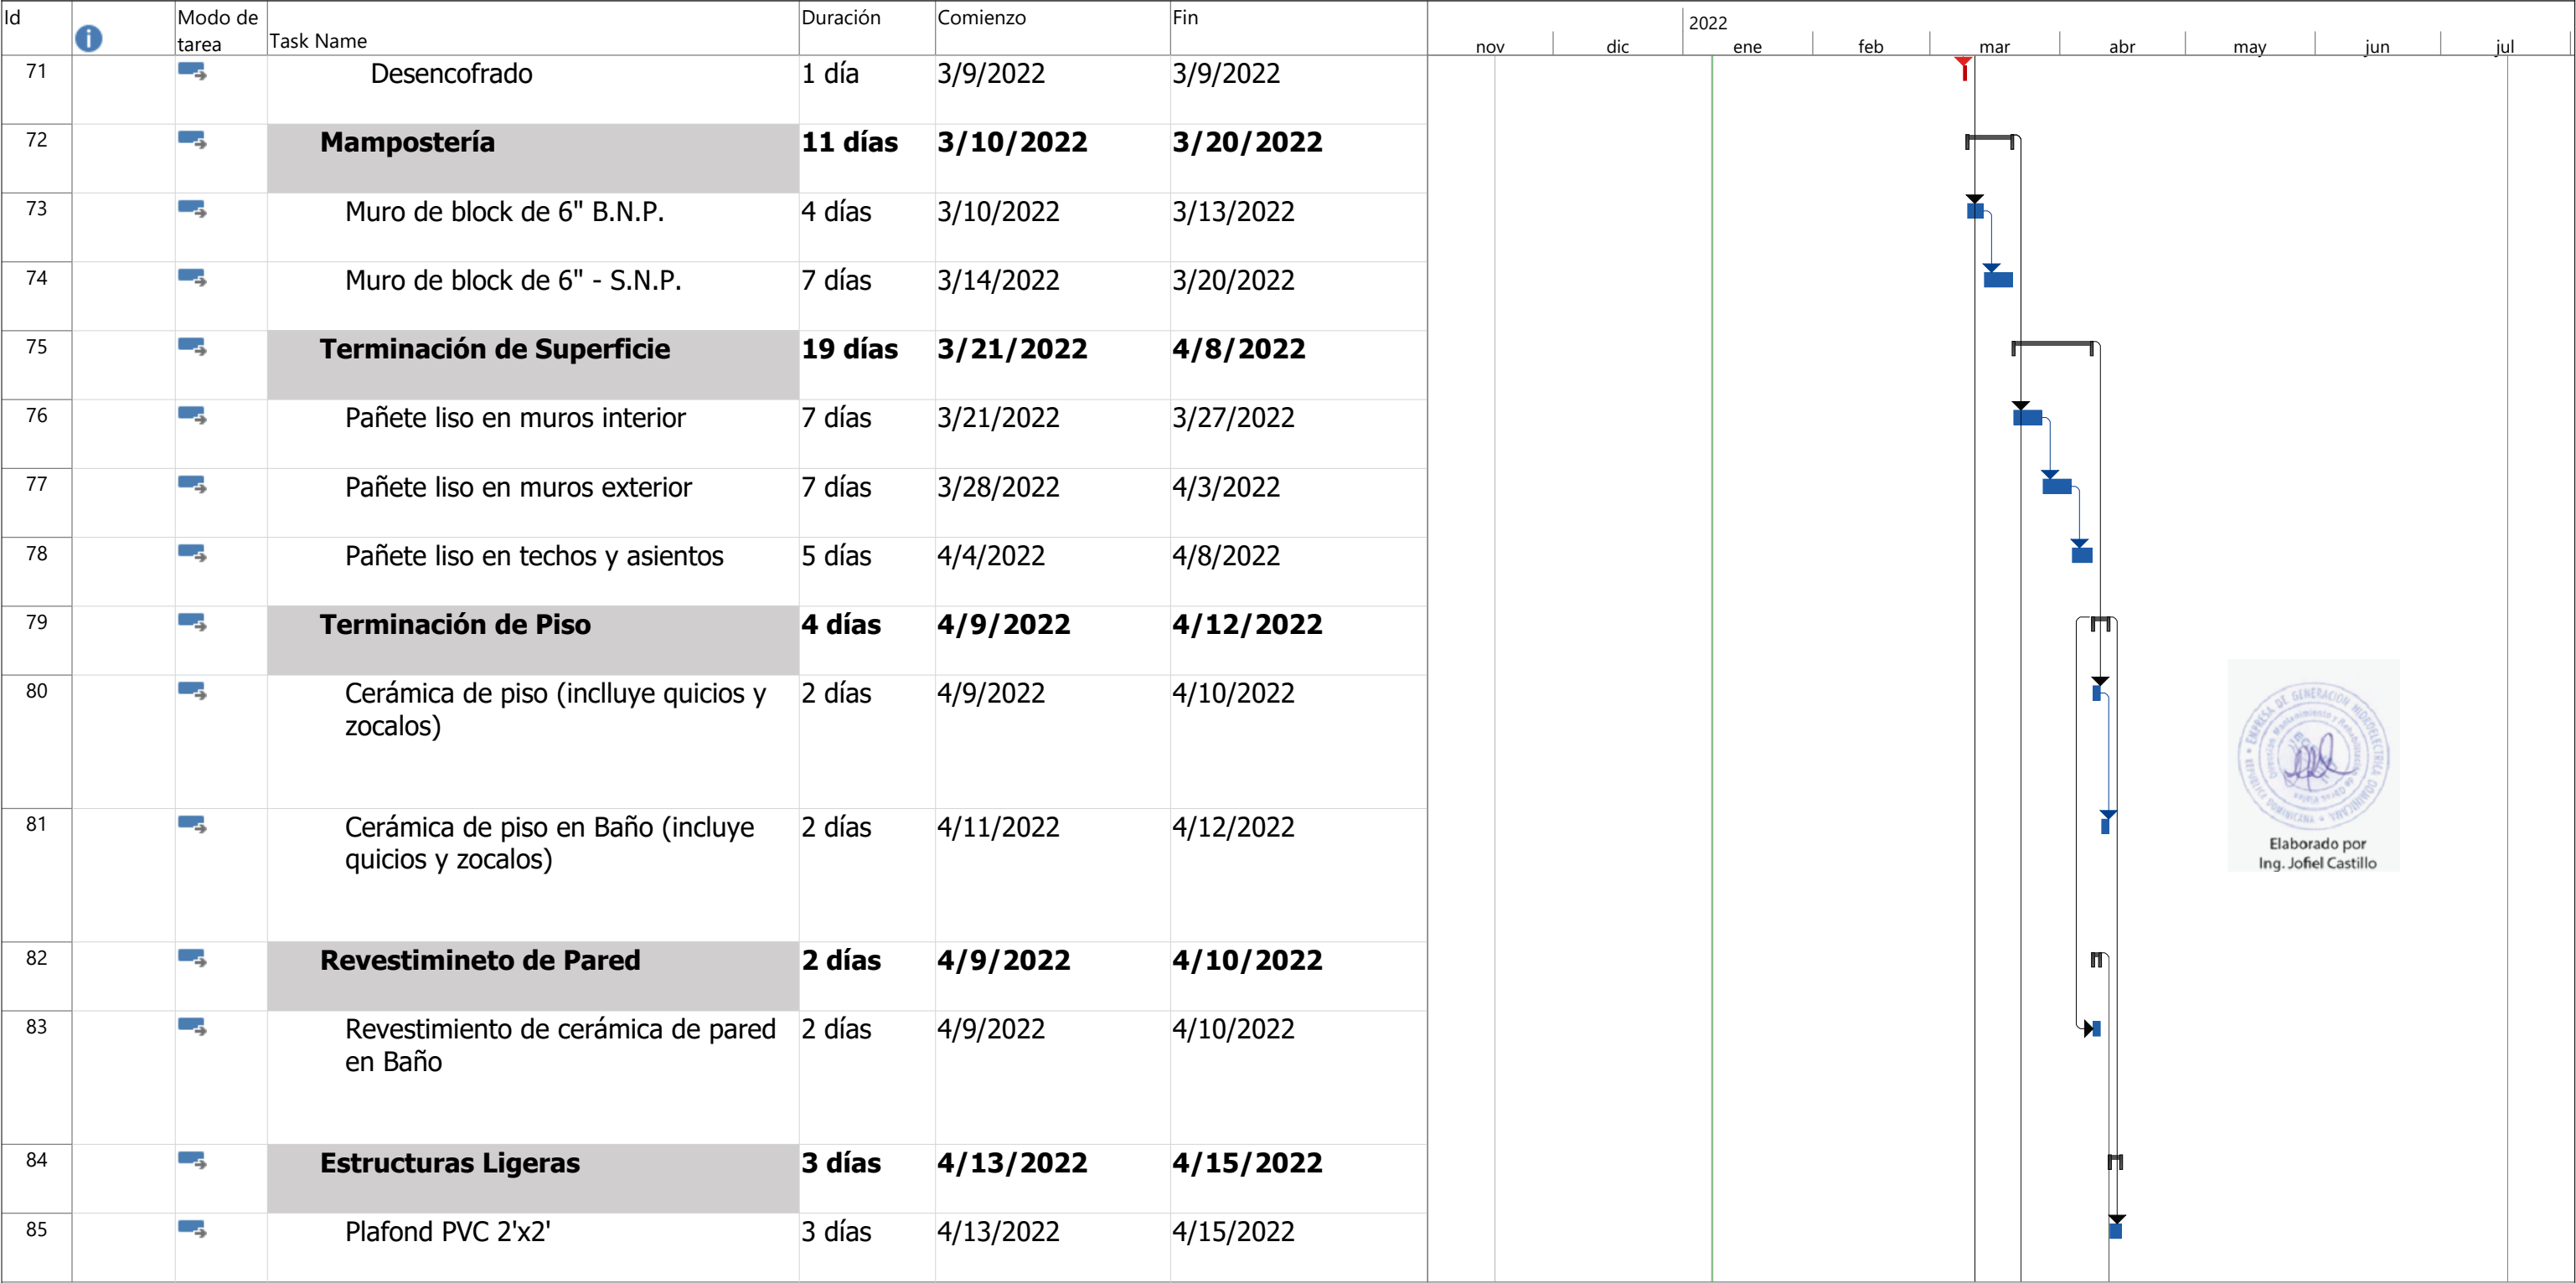 Id
Modo de
tarea
Task Name
Duración
Comienzo
Fin
2022
nov dic ene feb mar abr may jun jul
71 Desencofrado 1 día 3/9/2022 3/9/2022
72 Mampostería 11 días 3/10/2022 3/20/2022
73 Muro de block de 6" B.N.P. 4 días 3/10/2022 3/13/2022
74 Muro de block de 6" - S.N.P. 7 días 3/14/2022 3/20/2022
75 Terminación de Superficie 19 días 3/21/2022 4/8/2022
76 Pañete liso en muros interior 7 días 3/21/2022 3/27/2022
77 Pañete liso en muros exterior 7 días 3/28/2022 4/3/2022
78 Pañete liso en techos y asientos 5 días 4/4/2022 4/8/2022
79 Terminación de Piso 4 días 4/9/2022 4/12/2022
80 Cerámica de piso (inclluye quicios y 2 días 4/9/2022 4/10/2022
zocalos)
81 Cerámica de piso en Baño (incluye 2 días 4/11/2022 4/12/2022
quicios y zocalos)
82 Revestimineto de Pared 2 días 4/9/2022 4/10/2022
83 Revestimiento de cerámica de pared 2 días 4/9/2022 4/10/2022
en Baño
84 Estructuras Ligeras 3 días 4/13/2022 4/15/2022
85 Plafond PVC 2'x2' 3 días 4/13/2022 4/15/2022
EMPRESA DE GENERACION HIDROELECTRICA DOMINICANA
REPUBLICA DOMINICANA
Elaborado por
Ing. Jofiel Castillo